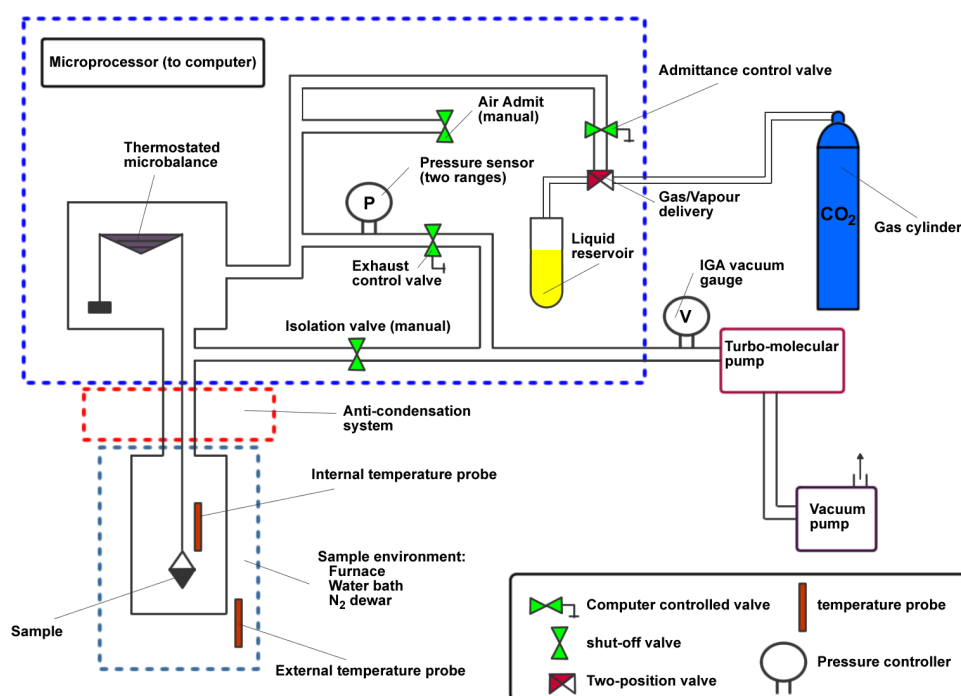 Microprocessor (to computer)
Admittance control valve
Air Admit
(manual)
Thermostated
microbalance
Pressure sensor
(two ranges)
P
Gas/Vapour
delivery
CO2
Gas cylinder
Liquid
reservoir
Exhaust
control valve
IGA vacuum
gauge
V
Isolation valve (manual)
Turbo-molecular
pump
Anti-condensation
system
Internal temperature probe
Vacuum
pump
Sample environment:
Furnace
Water bath
N2 dewar
Sample
External temperature probe
Computer controlled valve
temperature probe
shut-off valve
Pressure controller
Two-position valve